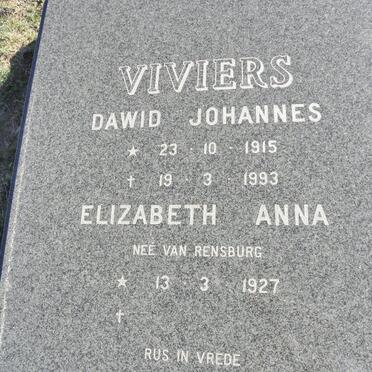 VIVIERS
DAWID JOHANNES
★ 23 · 10 · 1915
† 19 · 3 · 1993
ELIZABETH ANNA
NEE VAN RENSBURG
★ 13 · 3 · 1927
†
RUS IN VREDE